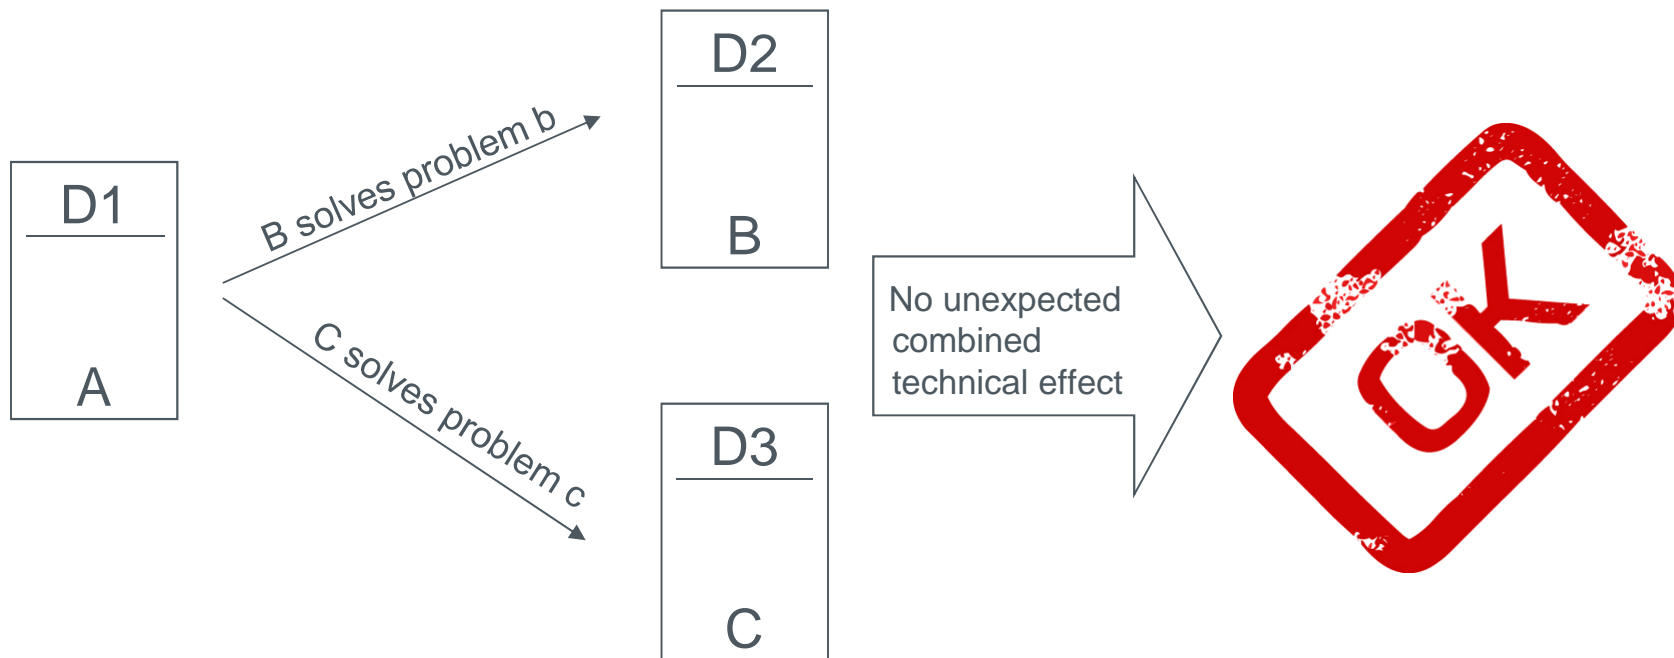 D1
A
B solves problem b
C solves problem c
D2
B
D3
C
No unexpected
combined
technical effect
OK